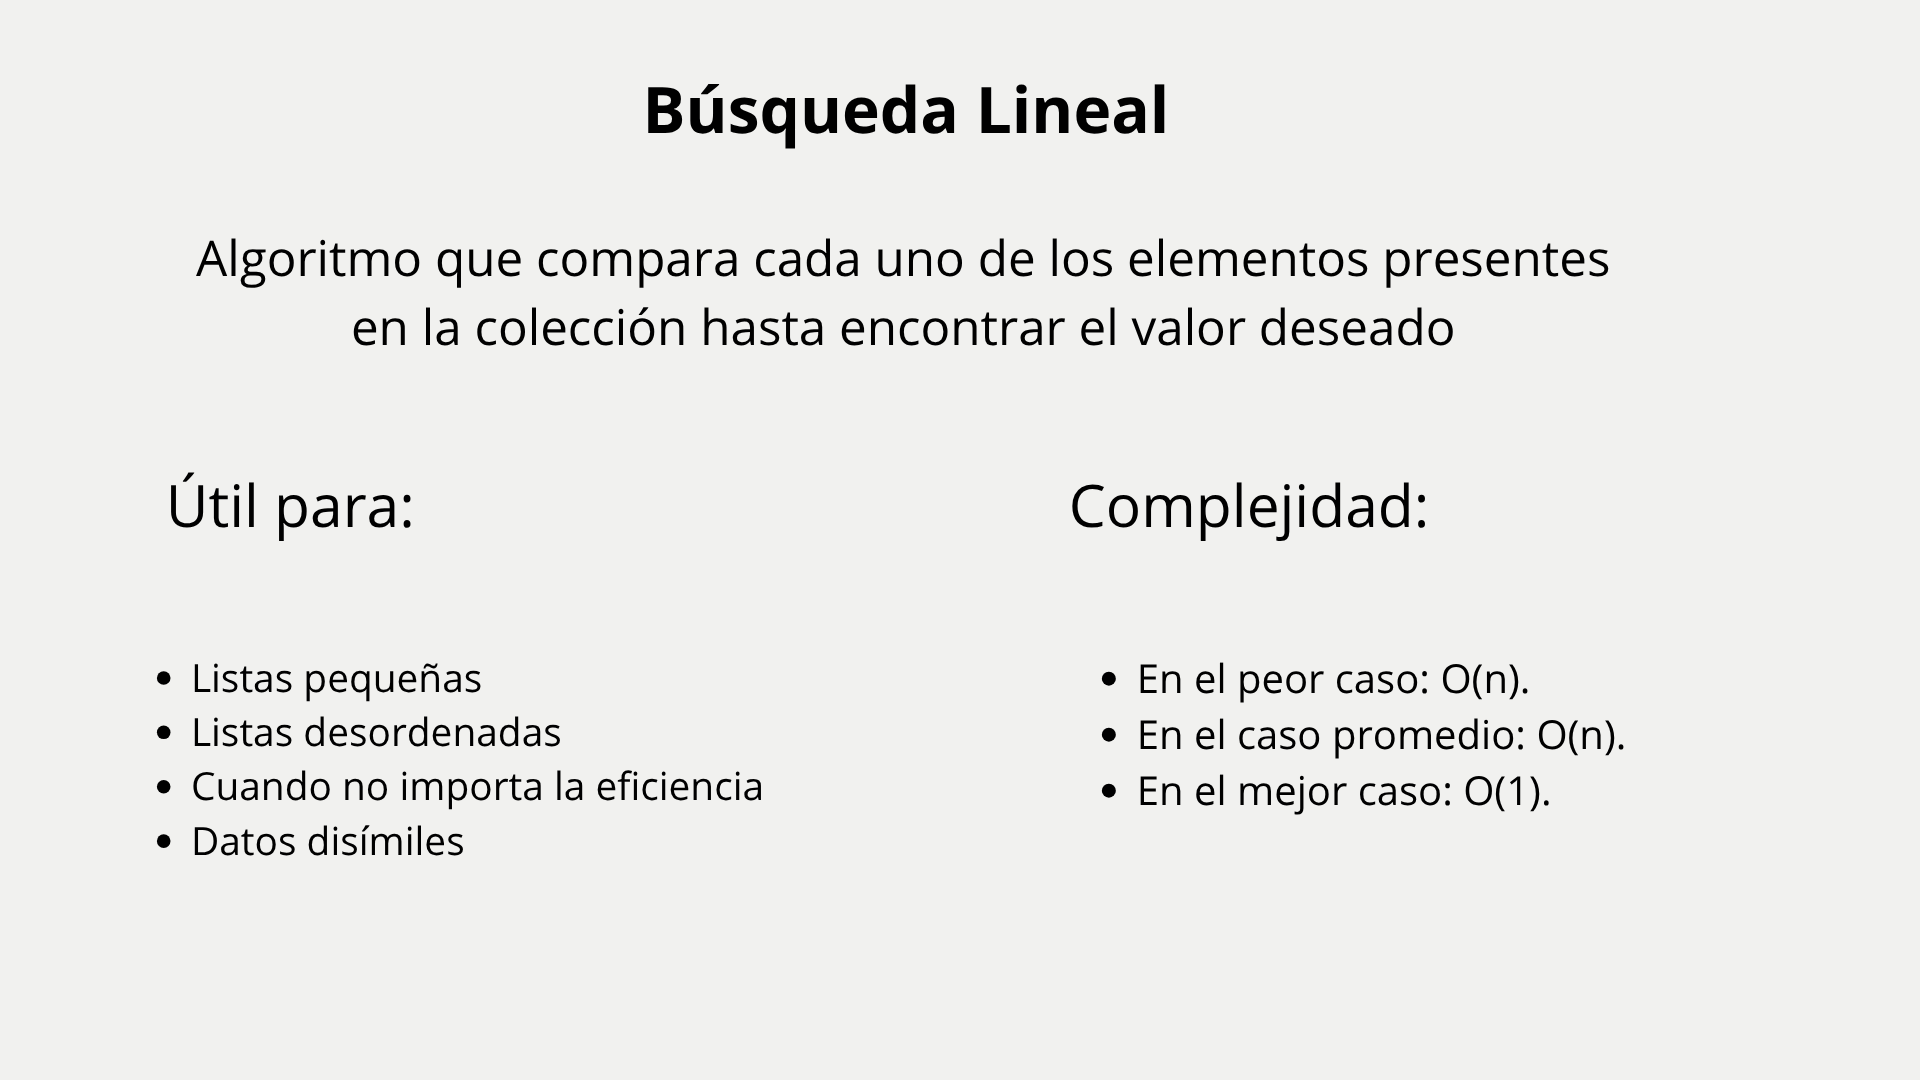 Búsqueda Lineal
Algoritmo que compara cada uno de los elementos presentes
en la colección hasta encontrar el valor deseado
Útil para:
• Listas pequeñas
• Listas desordenadas
• Cuando no importa la eficiencia
• Datos disímiles
Complejidad:
• En el peor caso: O(n).
• En el caso promedio: O(n).
• En el mejor caso: O(1).